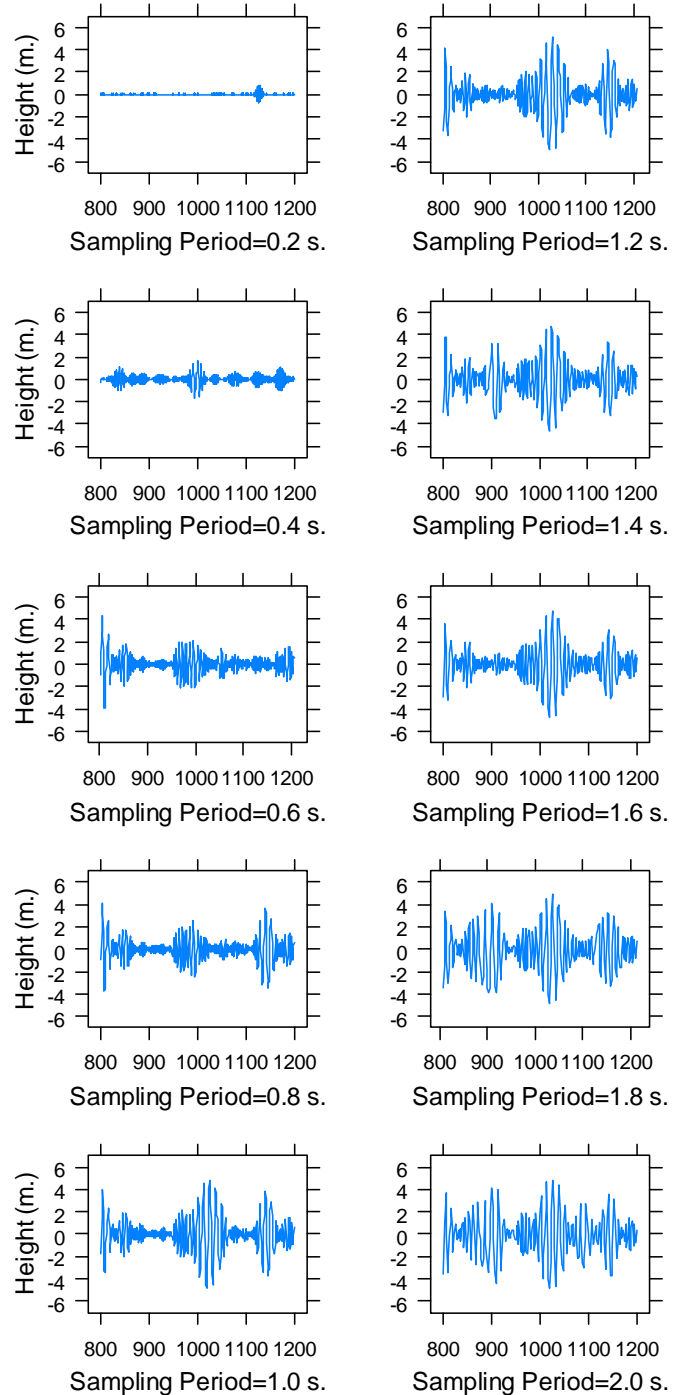 6
4
2
0
-2
-4
-6
Height (m.)
800 900 1000 1100 1200
Sampling Period=0.2 s.
6
4
2
0
-2
-4
-6
800 900 1000 1100 1200
Sampling Period=1.2 s.
6
4
2
0
-2
-4
-6
Height (m.)
800 900 1000 1100 1200
Sampling Period=0.4 s.
6
4
2
0
-2
-4
-6
800 900 1000 1100 1200
Sampling Period=1.4 s.
6
4
2
0
-2
-4
-6
Height (m.)
800 900 1000 1100 1200
Sampling Period=0.6 s.
6
4
2
0
-2
-4
-6
800 900 1000 1100 1200
Sampling Period=1.6 s.
6
4
2
0
-2
-4
-6
Height (m.)
800 900 1000 1100 1200
Sampling Period=0.8 s.
6
4
2
0
-2
-4
-6
800 900 1000 1100 1200
Sampling Period=1.8 s.
6
4
2
0
-2
-4
-6
Height (m.)
800 900 1000 1100 1200
Sampling Period=1.0 s.
6
4
2
0
-2
-4
-6
800 900 1000 1100 1200
Sampling Period=2.0 s.